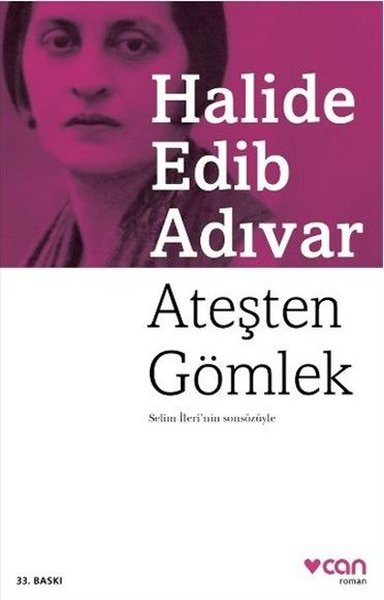 Halide
Edib
Adıvar
Ateşten
Gömlek
Selim İleri'nin sonsözüyle
33. BASKI
can
roman